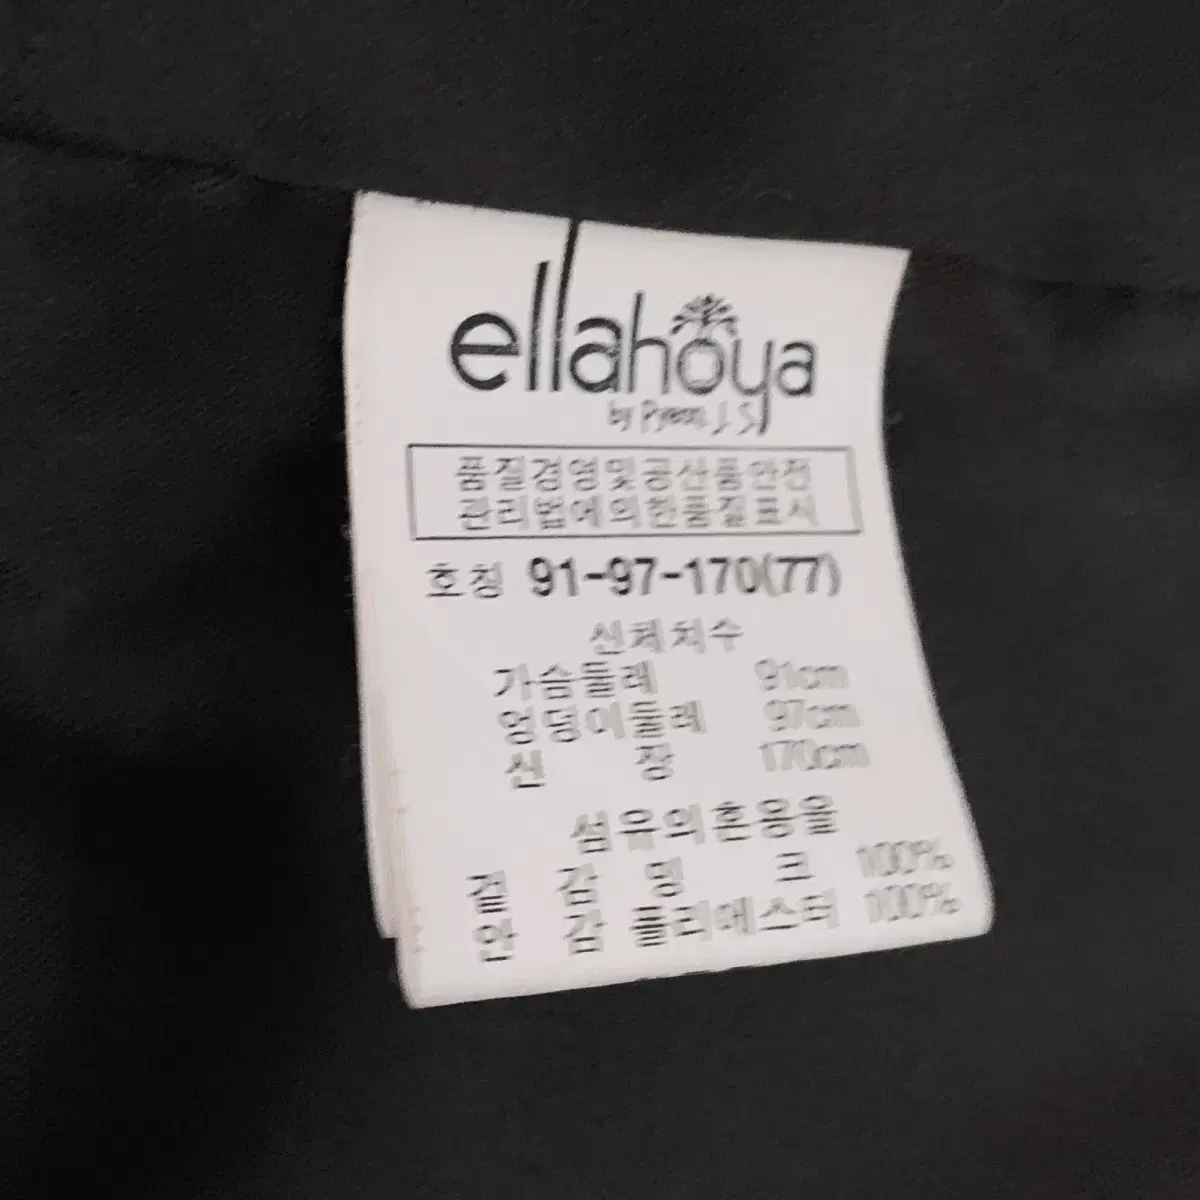 ellahoya
by Pyeon J. S
품질경영및공산품안전
관리법에의한품질표시
호칭 91-97-170(77)
신체치수
가슴둘레 91cm
엉덩이둘레 97cm
신 장 170cm
섬유의혼용율
겉 감 밍 크 100%
안 감 폴리에스터 100%